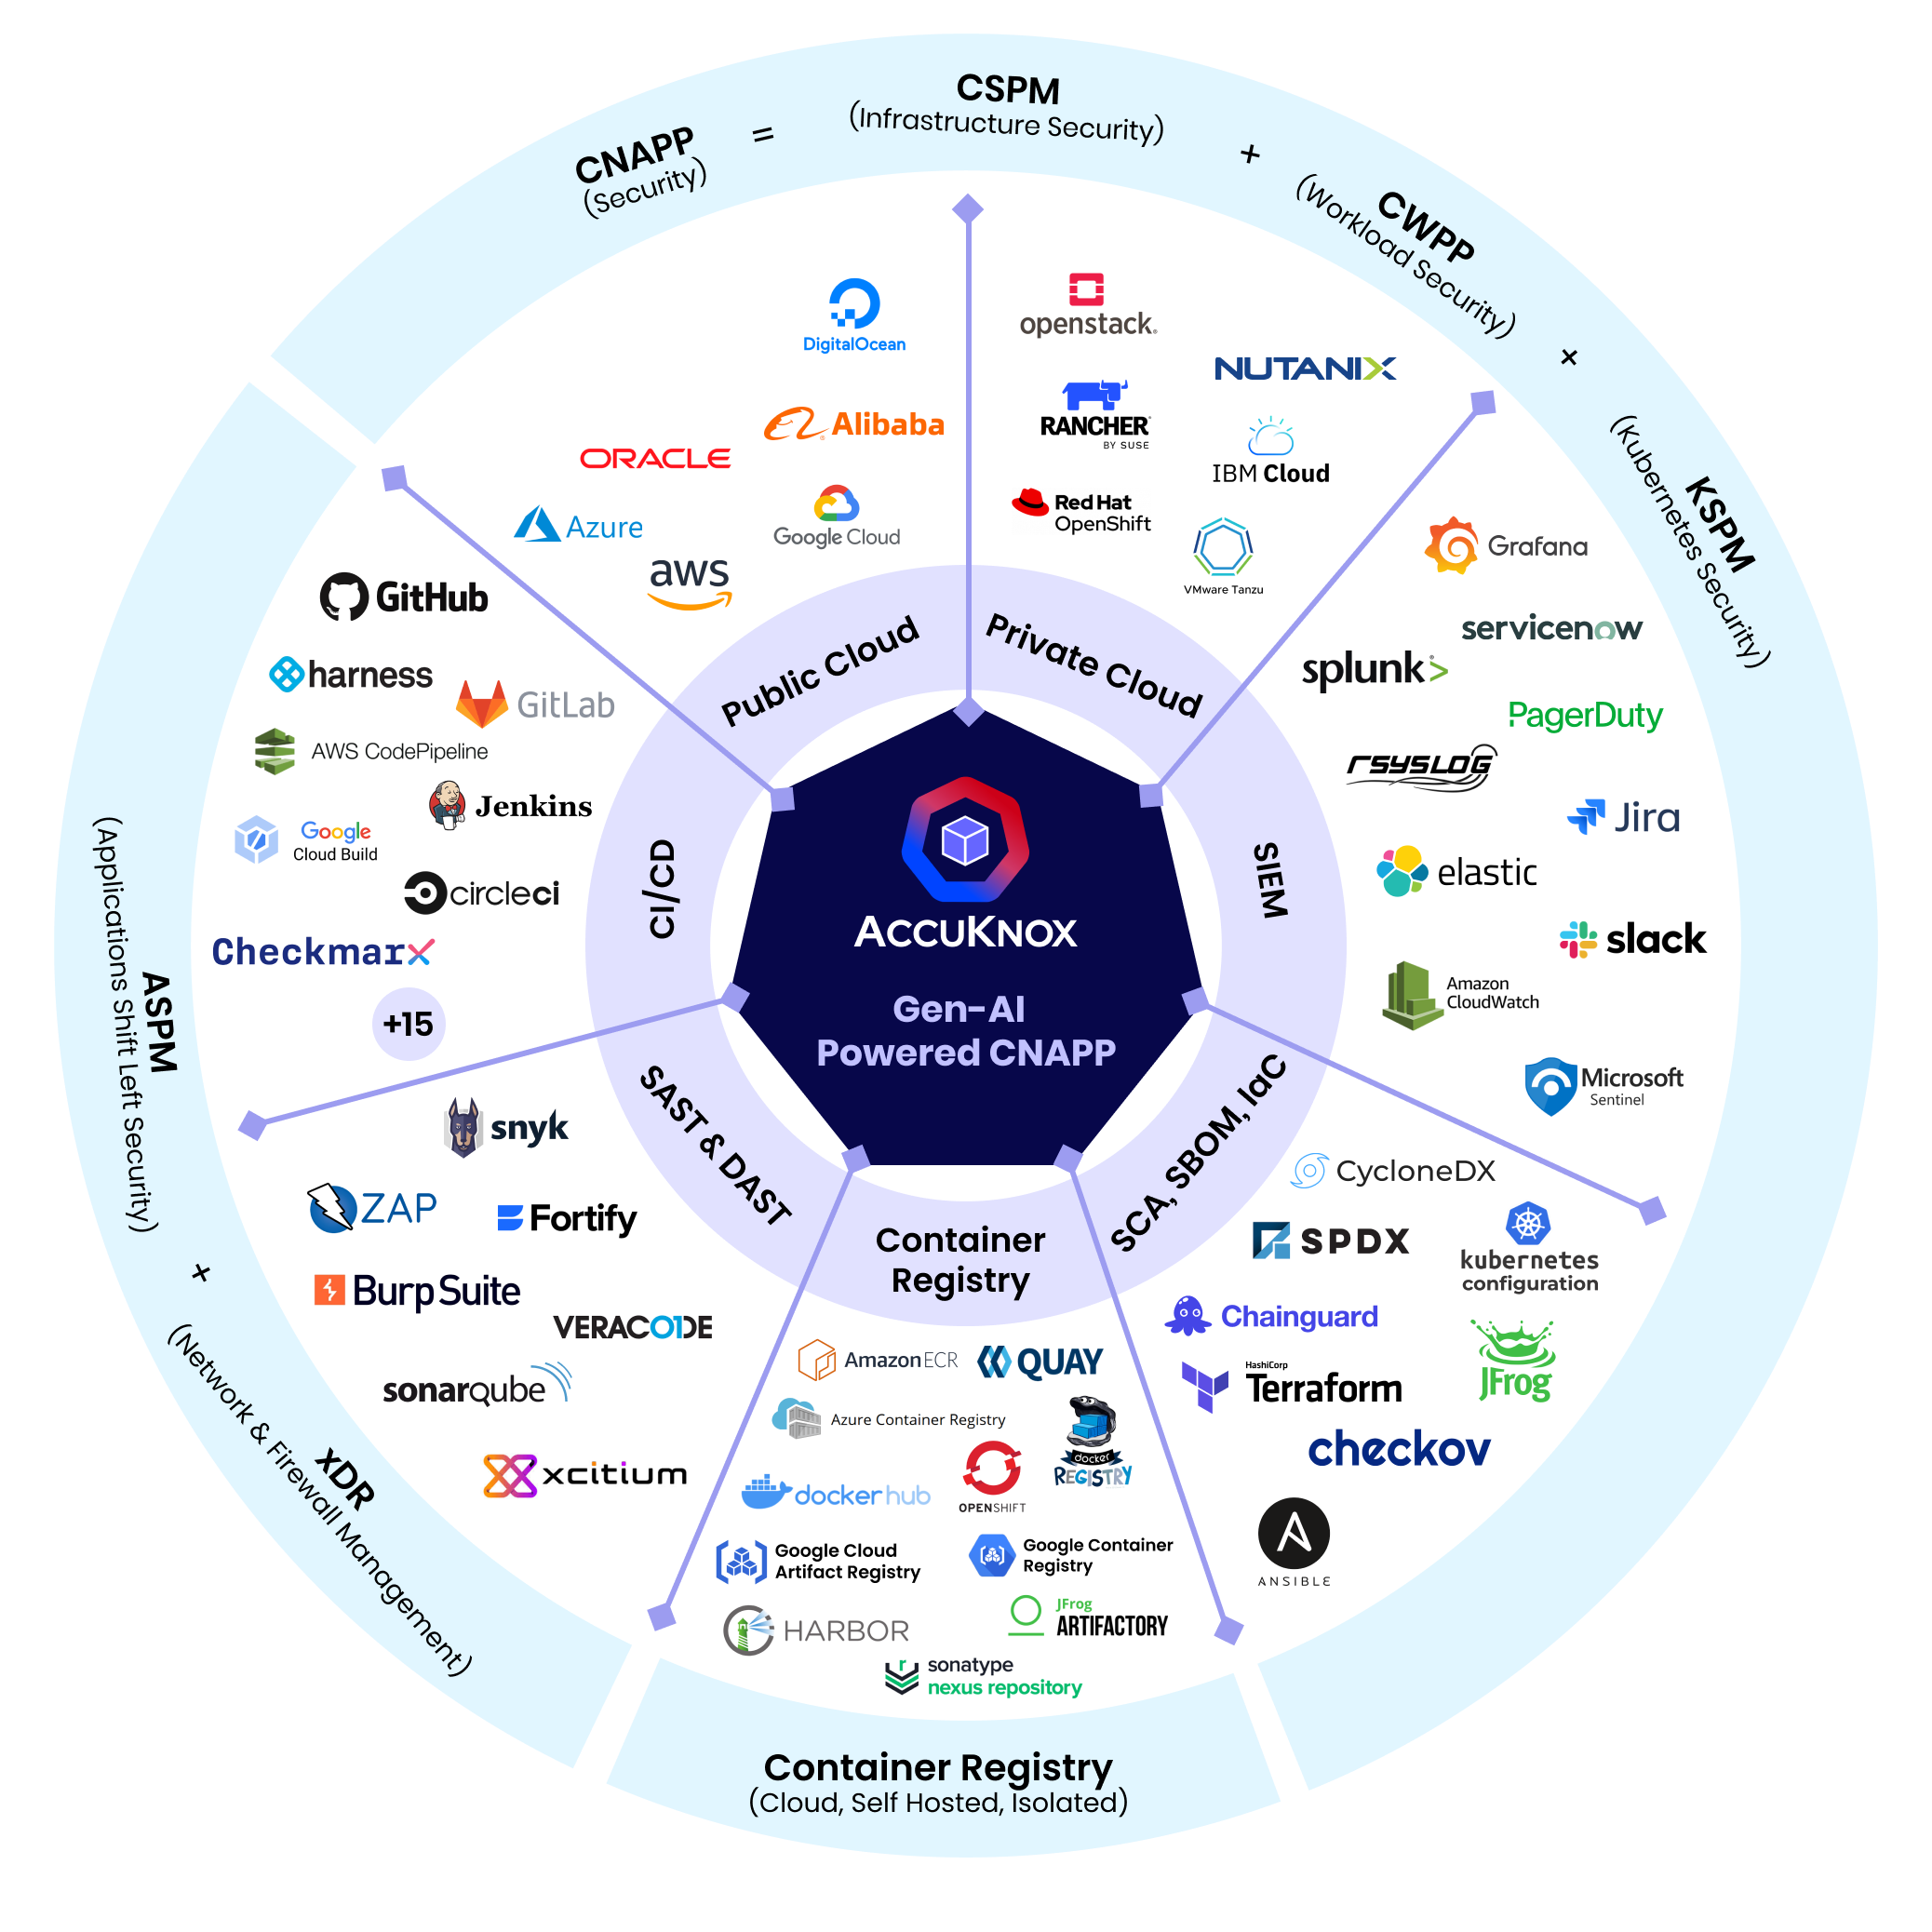 CNAPP
(Security)
=
CSPM
(Infrastructure Security)
+
CWPP
(Workload Security)
+
KSPM
(Kubernetes Security)
ASPM
(Applications Shift Left Security)
+
xDR
(Network & Firewall Management)
Container Registry
(Cloud, Self Hosted, Isolated)
Public Cloud
DigitalOcean
Alibaba
ORACLE
Google Cloud
Azure
aws
Private Cloud
openstack.
NUTANIX
RANCHER
BY SUSE
IBM Cloud
Red Hat
OpenShift
VMware Tanzu
SIEM
Grafana
servicenow
splunk>
PagerDuty
rsyslog
Jira
elastic
slack
Amazon
CloudWatch
Microsoft
Sentinel
SCA, SBOM, IaC
CycloneDX
SPDX
kubernetes
configuration
Chainguard
JFrog
HashiCorp
Terraform
checkov
ANSIBLE
Container
Registry
Amazon ECR
QUAY
Azure Container Registry
docker
REGISTRY
docker hub
OPENSHIFT
Google Cloud
Artifact Registry
Google Container
Registry
HARBOR
JFrog
ARTIFACTORY
sonatype
nexus repository
SAST & DAST
snyk
ZAP
Fortify
Burp Suite
VERACODE
sonarqube
xcitium
CI/CD
GitHub
harness
GitLab
AWS CodePipeline
Jenkins
Google
Cloud Build
circleci
Checkmarx
+15
ACCUKNOX
Gen-AI
Powered CNAPP